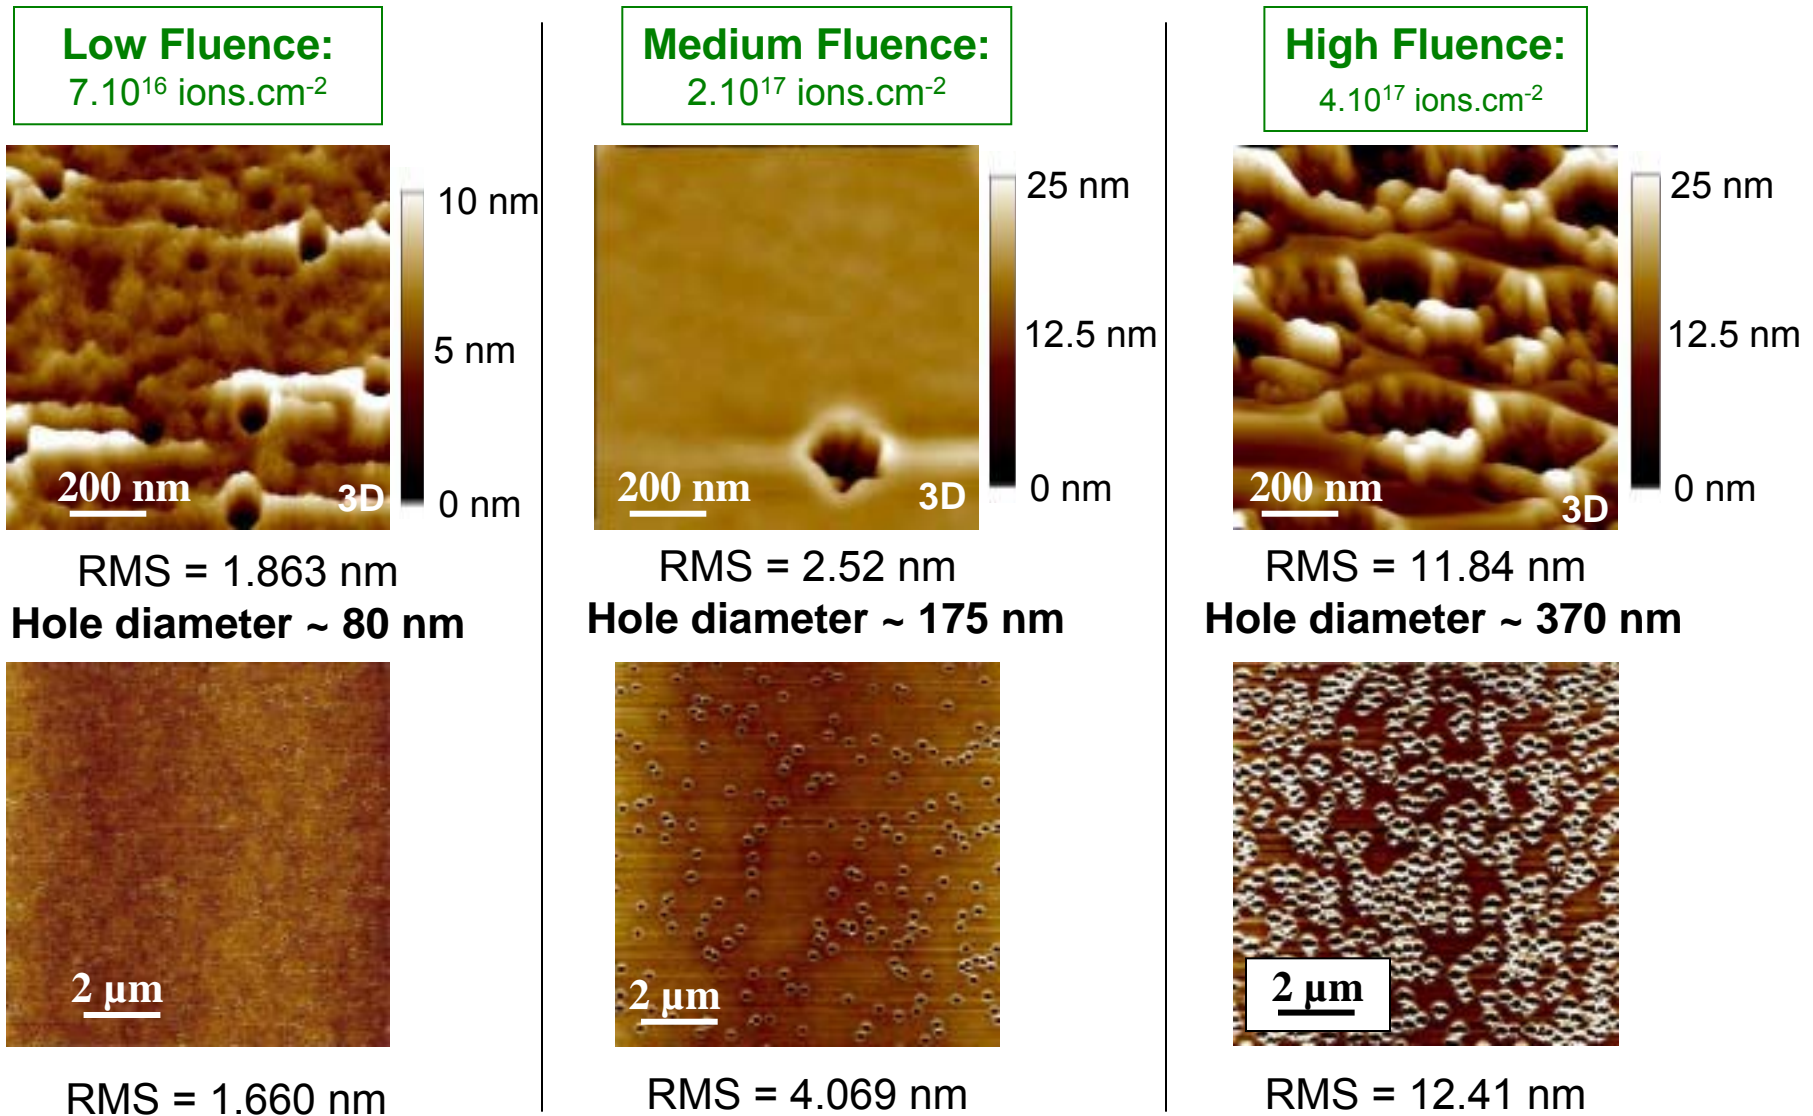 Low Fluence:
7.10¹⁶ ions.cm⁻²
10 nm
5 nm
0 nm
200 nm
3D
RMS = 1.863 nm
Hole diameter ~ 80 nm
2 µm
RMS = 1.660 nm
Medium Fluence:
2.10¹⁷ ions.cm⁻²
25 nm
12.5 nm
0 nm
200 nm
3D
RMS = 2.52 nm
Hole diameter ~ 175 nm
2 µm
RMS = 4.069 nm
High Fluence:
4.10¹⁷ ions.cm⁻²
25 nm
12.5 nm
0 nm
200 nm
3D
RMS = 11.84 nm
Hole diameter ~ 370 nm
2 µm
RMS = 12.41 nm